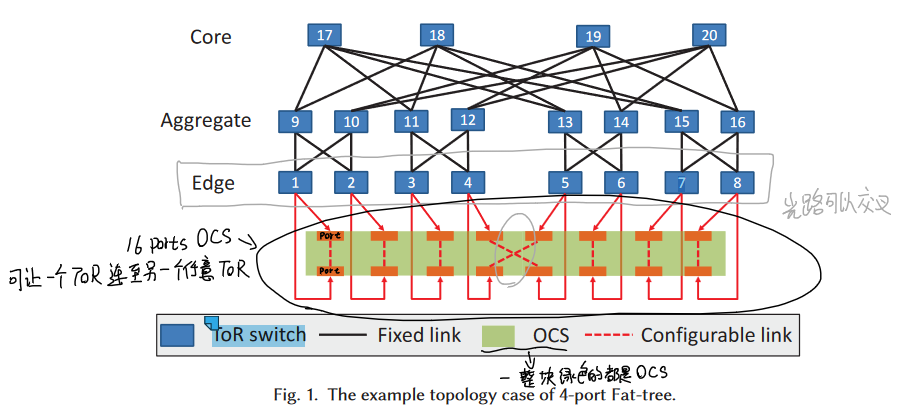 Core
17 18 19 20
Aggregate
9 10 11 12 13 14 15 16
Edge
1 2 3 4 5 6 7 8
光路可以交叉
16 ports OCS
可让一个ToR连至另一个任意ToR
Port
Port
ToR switch Fixed link OCS Configurable link
一整块绿色的都是OCS
Fig. 1. The example topology case of 4-port Fat-tree.